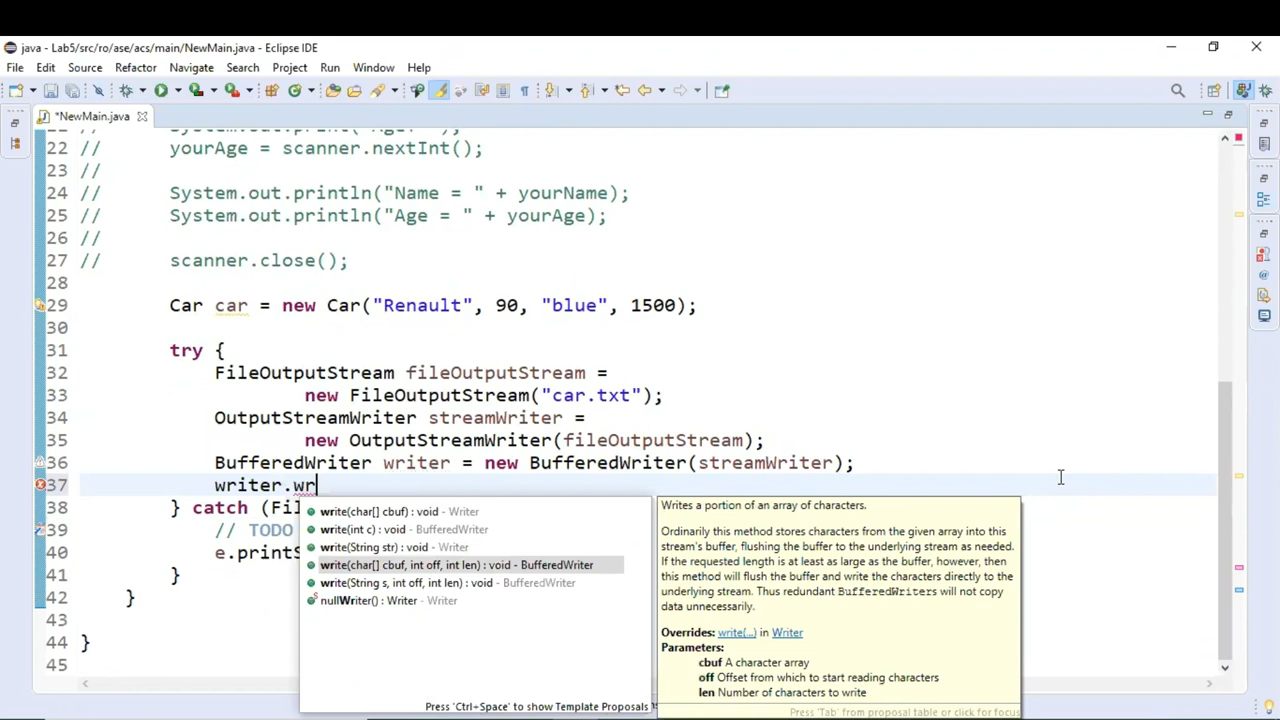 java - Lab5/src/ro/ase/acs/main/NewMain.java - Eclipse IDE
File Edit Source Refactor Navigate Search Project Run Window Help
*NewMain.java
22 // yourAge = scanner.nextInt();
23 //
24 // System.out.println("Name = " + yourName);
25 // System.out.println("Age = " + yourAge);
26 //
27 // scanner.close();
28
29 Car car = new Car("Renault", 90, "blue", 1500);
30
31 try {
32 FileOutputStream fileOutputStream =
33 new FileOutputStream("car.txt");
34 OutputStreamWriter streamWriter =
35 new OutputStreamWriter(fileOutputStream);
36 BufferedWriter writer = new BufferedWriter(streamWriter);
37 writer.wr
38 } catch (Fil
39 // TODO
40 e.printS
41 }
42 }
43
44 }
45
write(char[] cbuf) : void - Writer
write(int c) : void - BufferedWriter
write(String str) : void - Writer
write(char[] cbuf, int off, int len) : void - BufferedWriter
write(String s, int off, int len) : void - BufferedWriter
nullWriter() : Writer - Writer
Press 'Ctrl+Space' to show Template Proposals
Writes a portion of an array of characters.
Ordinarily this method stores characters from the given array into this
stream's buffer, flushing the buffer to the underlying stream as needed.
If the requested length is at least as large as the buffer, however, then
this method will flush the buffer and write the characters directly to the
underlying stream. Thus redundant BufferedWriters will not copy
data unnecessarily.
Overrides: write(...) in Writer
Parameters:
cbuf A character array
off Offset from which to start reading characters
len Number of characters to write
Press 'Tab' from proposal table or click for focus